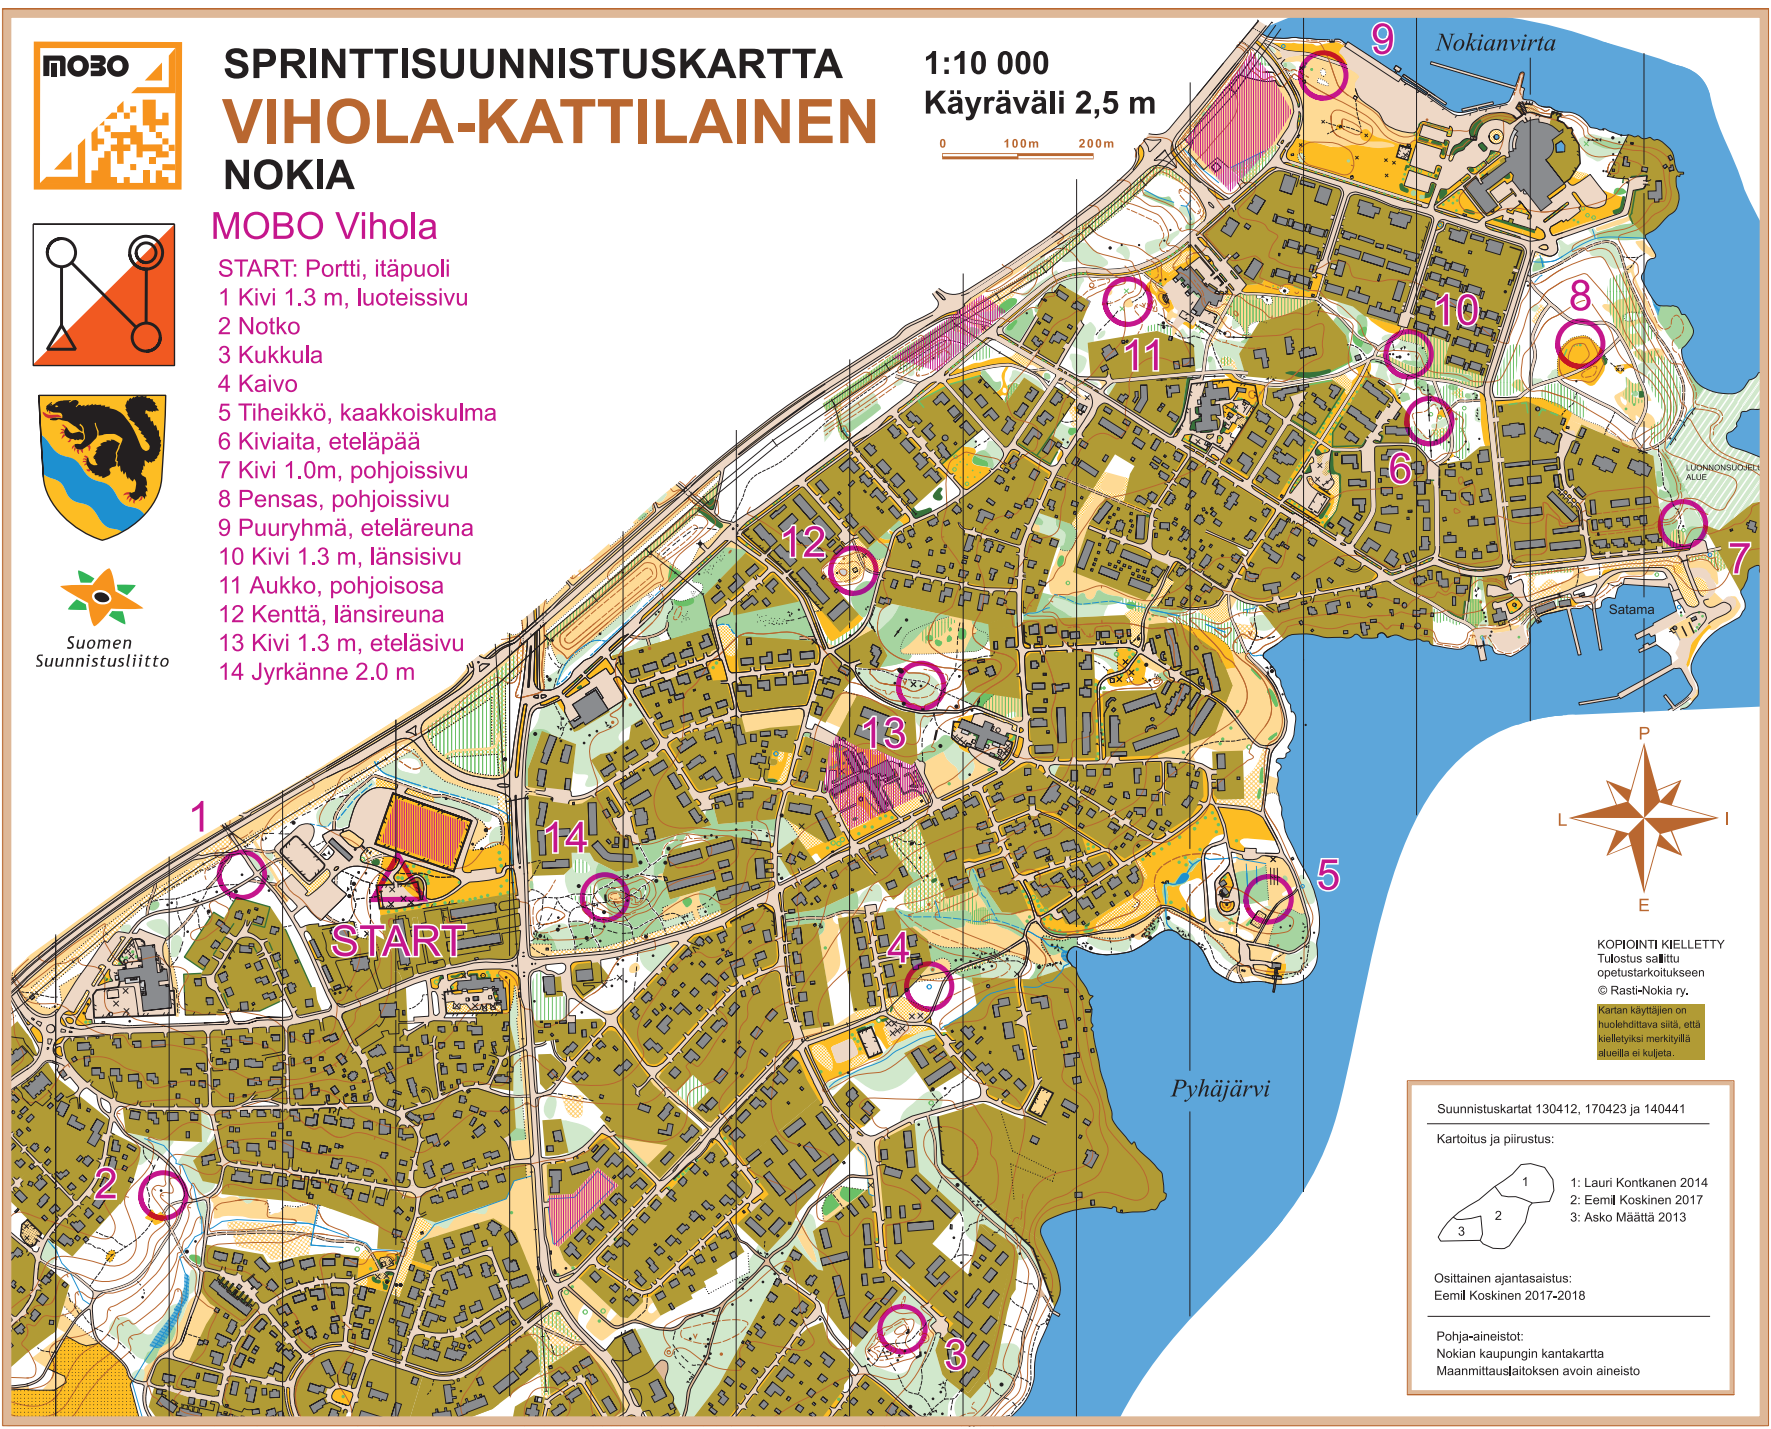 MOBO
SPRINTTISUUNNISTUSKARTTA
VIHOLA-KATTILAINEN
NOKIA
1:10 000
Käyräväli 2,5 m
0 100m 200m
MOBO Vihola
START: Portti, itäpuoli
1 Kivi 1.3 m, luoteissivu
2 Notko
3 Kukkula
4 Kaivo
5 Tiheikkö, kaakkoiskulma
6 Kiviaita, eteläpää
7 Kivi 1.0m, pohjoissivu
8 Pensas, pohjoissivu
9 Puuryhmä, eteläreuna
10 Kivi 1.3 m, länsisivu
11 Aukko, pohjoisosa
12 Kenttä, länsireuna
13 Kivi 1.3 m, eteläsivu
14 Jyrkänne 2.0 m
Suomen
Suunnistusliitto
9
Nokianvirta
8
10
11
6
LUONNONSUOJELU
ALUE
12
7
Satama
13
P
L
I
E
1
14
5
START
4
KOPIOINTI KIELLETTY
Tulostus sallittu
opetustarkoitukseen
© Rasti-Nokia ry.
Kartan käyttäjien on
huolehdittava siitä, että
kielletyiksi merkityillä
alueilla ei kuljeta.
Pyhäjärvi
2
3
Suunnistuskartat 130412, 170423 ja 140441
Kartoitus ja piirustus:
1
2
3
1: Lauri Kontkanen 2014
2: Eemil Koskinen 2017
3: Asko Määttä 2013
Osittainen ajantasaistus:
Eemil Koskinen 2017-2018
Pohja-aineistot:
Nokian kaupungin kantakartta
Maanmittauslaitoksen avoin aineisto